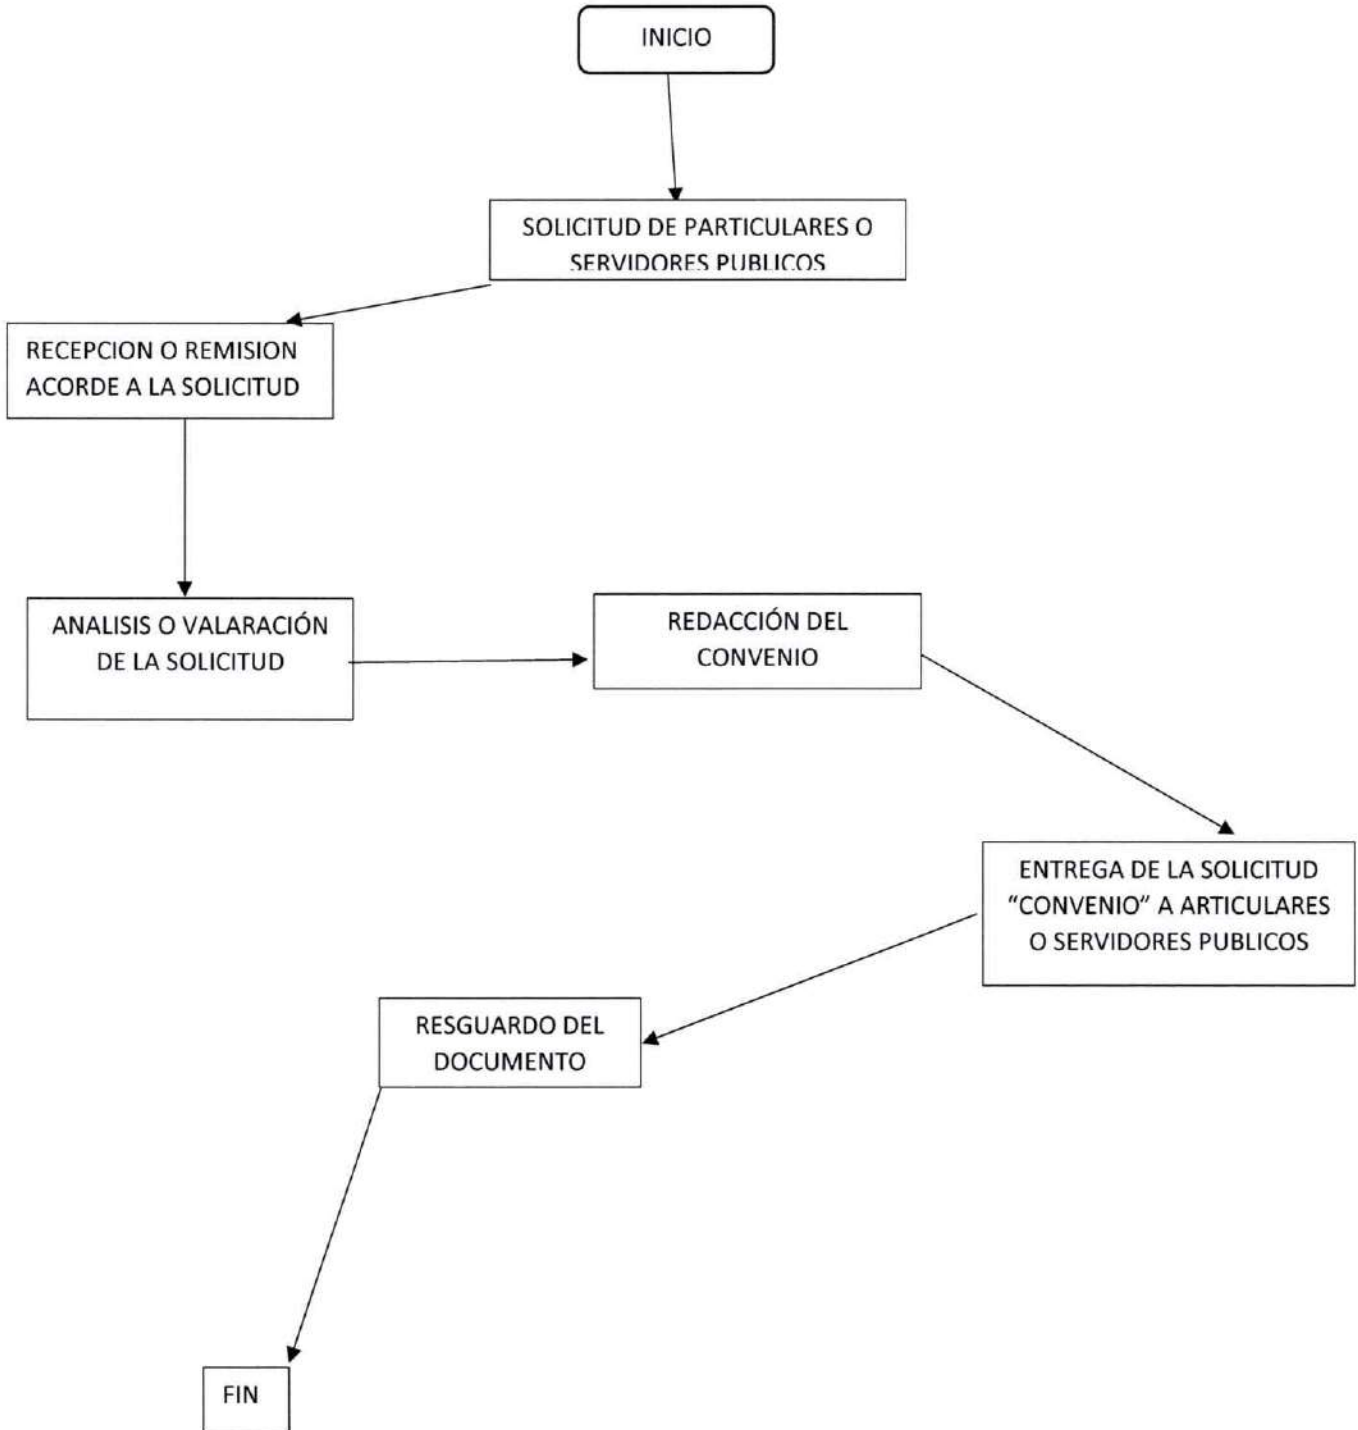 INICIO
SOLICITUD DE PARTICULARES O
SERVIDORES PUBLICOS
RECEPCION O REMISION
ACORDE A LA SOLICITUD
ANALISIS O VALARACIÓN
DE LA SOLICITUD
REDACCIÓN DEL
CONVENIO
ENTREGA DE LA SOLICITUD
“CONVENIO” A ARTICULARES
O SERVIDORES PUBLICOS
RESGUARDO DEL
DOCUMENTO
FIN